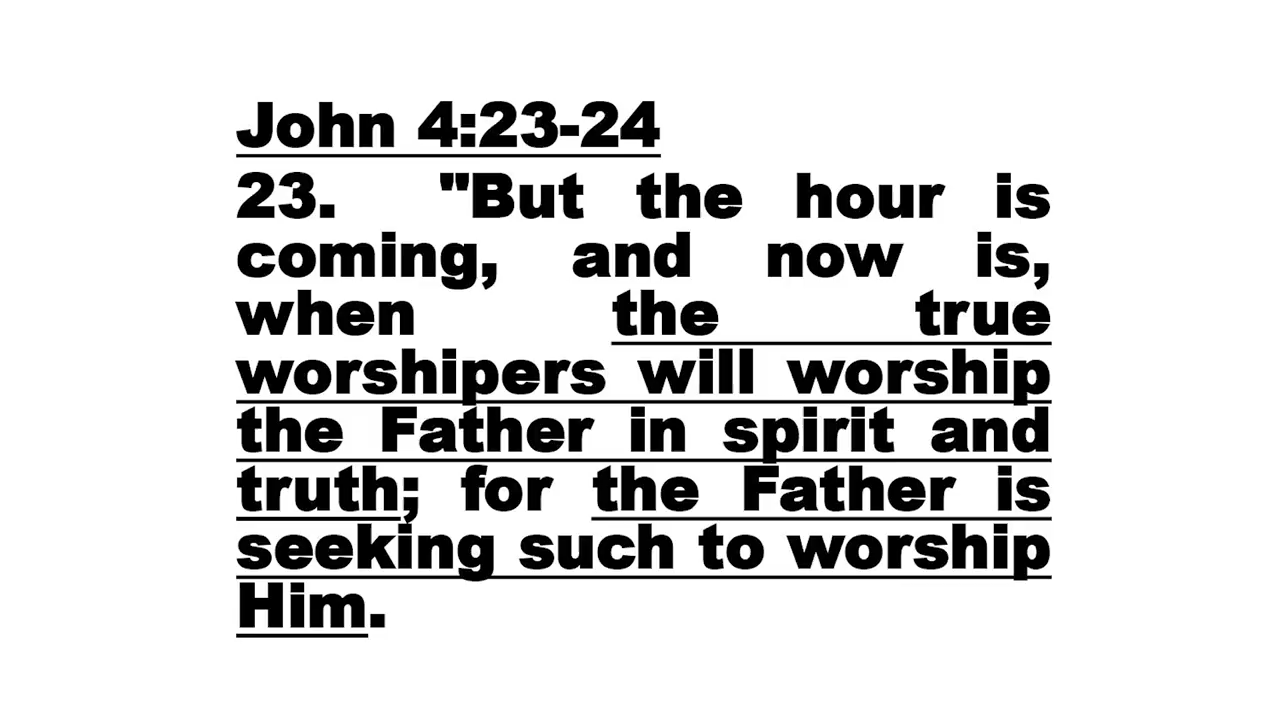 John 4:23-24
23. "But the hour is
coming, and now is,
when the true
worshipers will worship
the Father in spirit and
truth; for the Father is
seeking such to worship
Him.